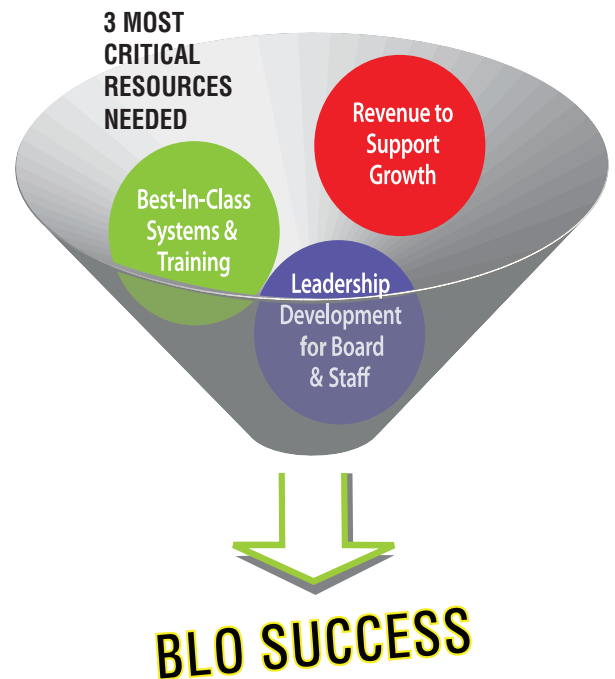 3 MOST
CRITICAL
RESOURCES
NEEDED
Revenue to
Support
Growth
Best-In-Class
Systems &
Training
Leadership
Development
for Board
& Staff
BLO SUCCESS